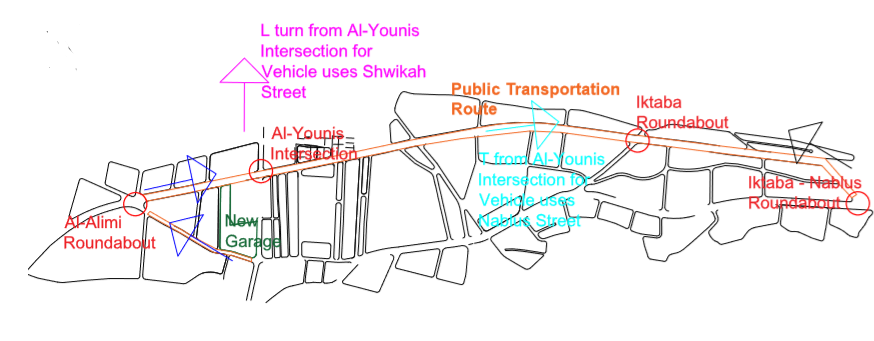 L turn from Al-Younis
Intersection for
Vehicle uses Shwikah
Street
Public Transportation
Route
Iktaba
Roundabout
Al-Younis
Intersection
T from Al-Younis
Intersection for
Vehicle uses
Nablus Street
Iktaba - Nablus
Roundabout
Al-Alimi
Roundabout
New
Garage